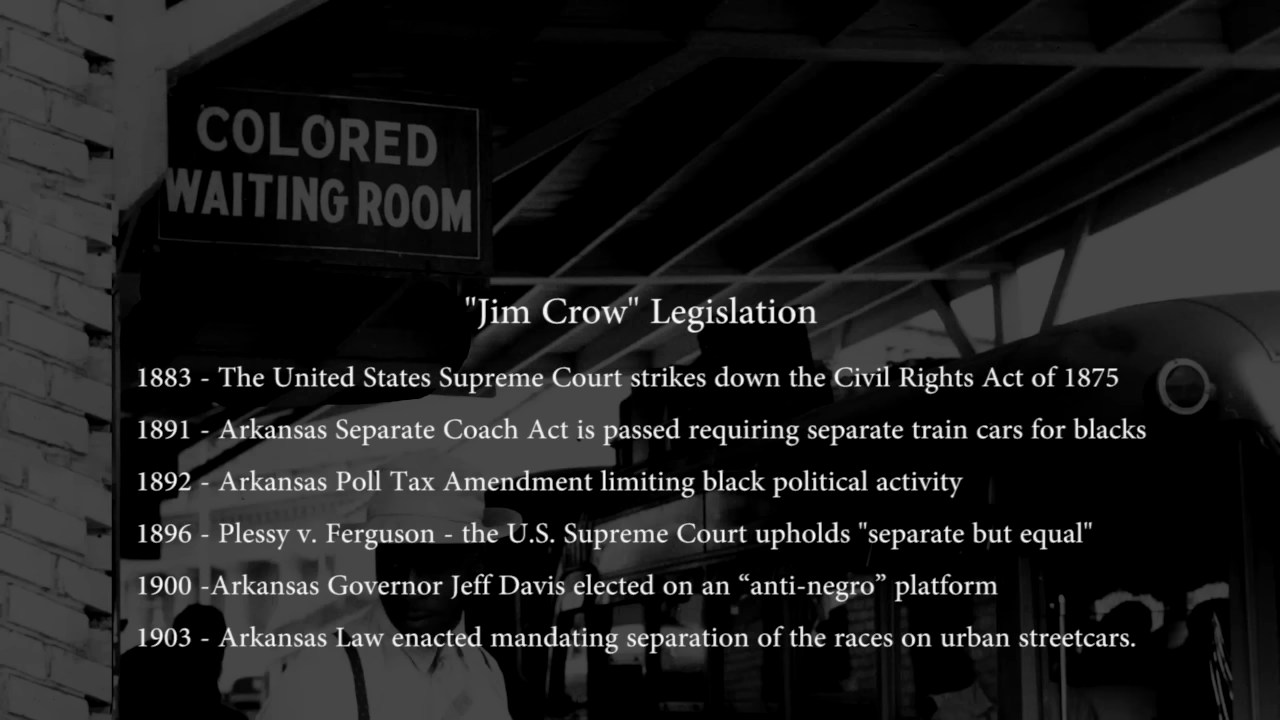 COLORED
WAITING ROOM
"Jim Crow" Legislation
1883 - The United States Supreme Court strikes down the Civil Rights Act of 1875
1891 - Arkansas Separate Coach Act is passed requiring separate train cars for blacks
1892 - Arkansas Poll Tax Amendment limiting black political activity
1896 - Plessy v. Ferguson - the U.S. Supreme Court upholds "separate but equal"
1900 -Arkansas Governor Jeff Davis elected on an “anti-negro” platform
1903 - Arkansas Law enacted mandating separation of the races on urban streetcars.